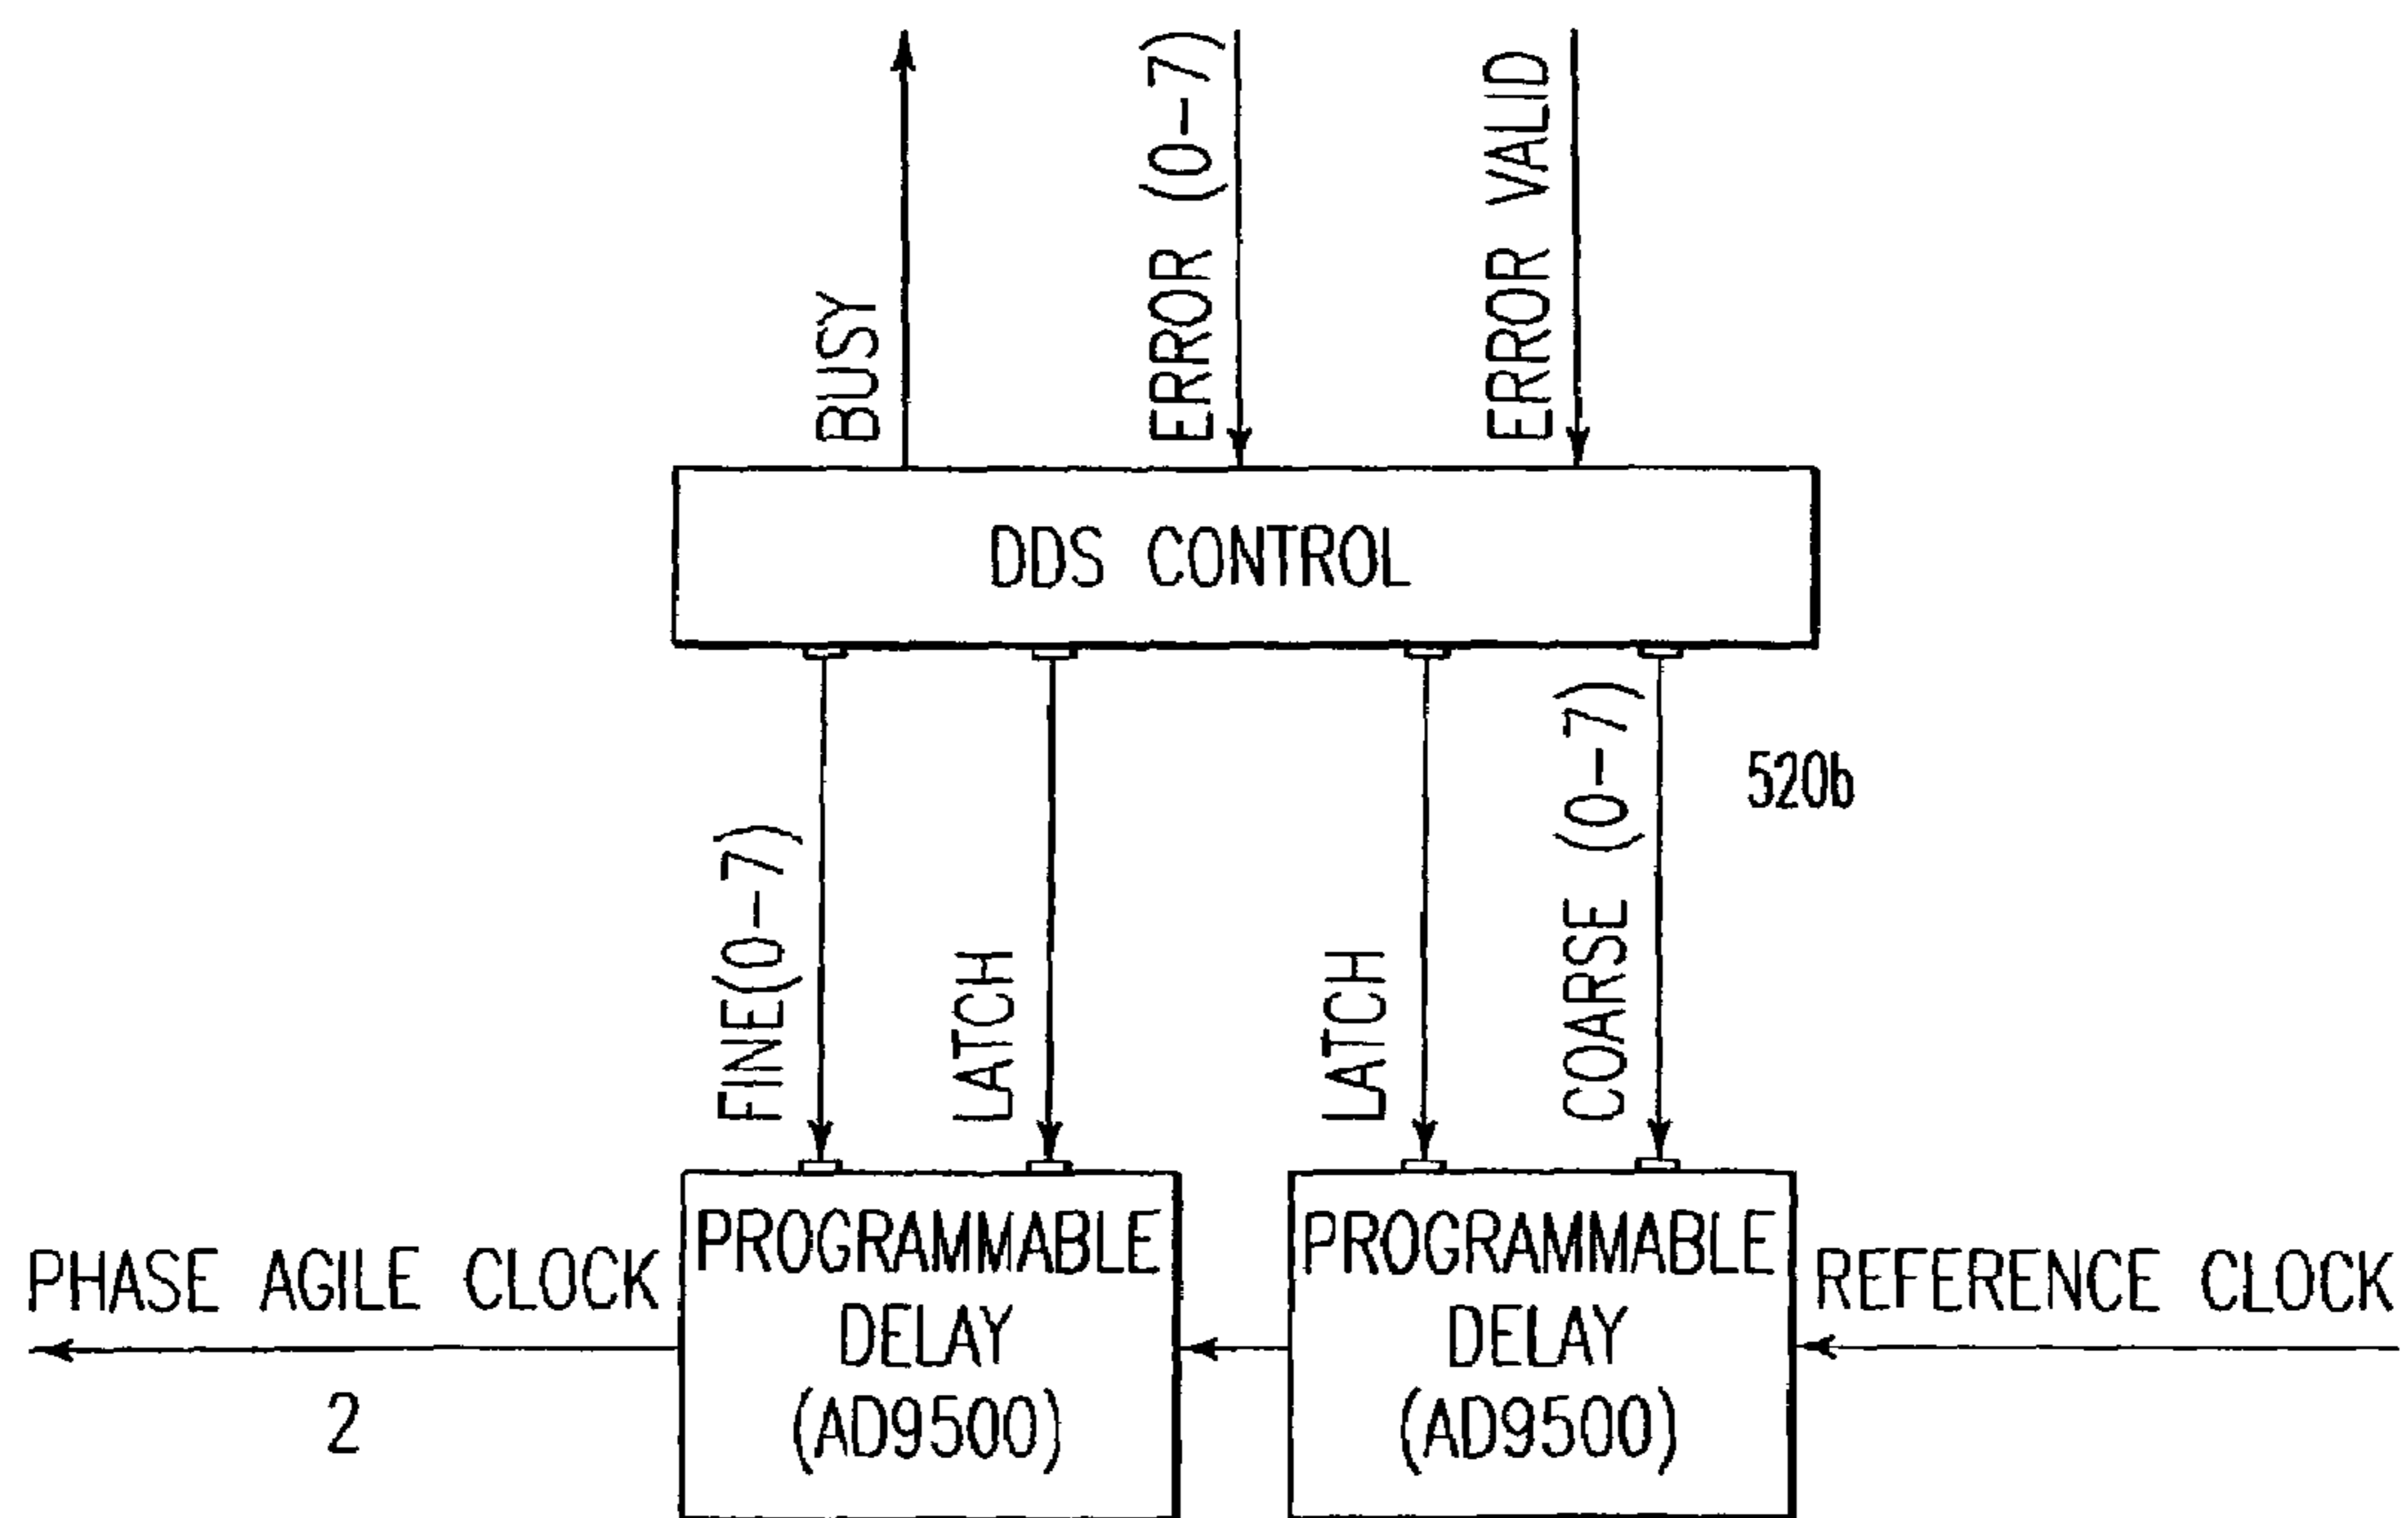 BUSY
ERROR (0-7)
ERROR VALID
DDS CONTROL
FINE(0-7)
LATCH
LATCH
COARSE (0-7)
520b
PHASE AGILE CLOCK
2
PROGRAMMABLE
DELAY
(AD9500)
PROGRAMMABLE
DELAY
(AD9500)
REFERENCE CLOCK